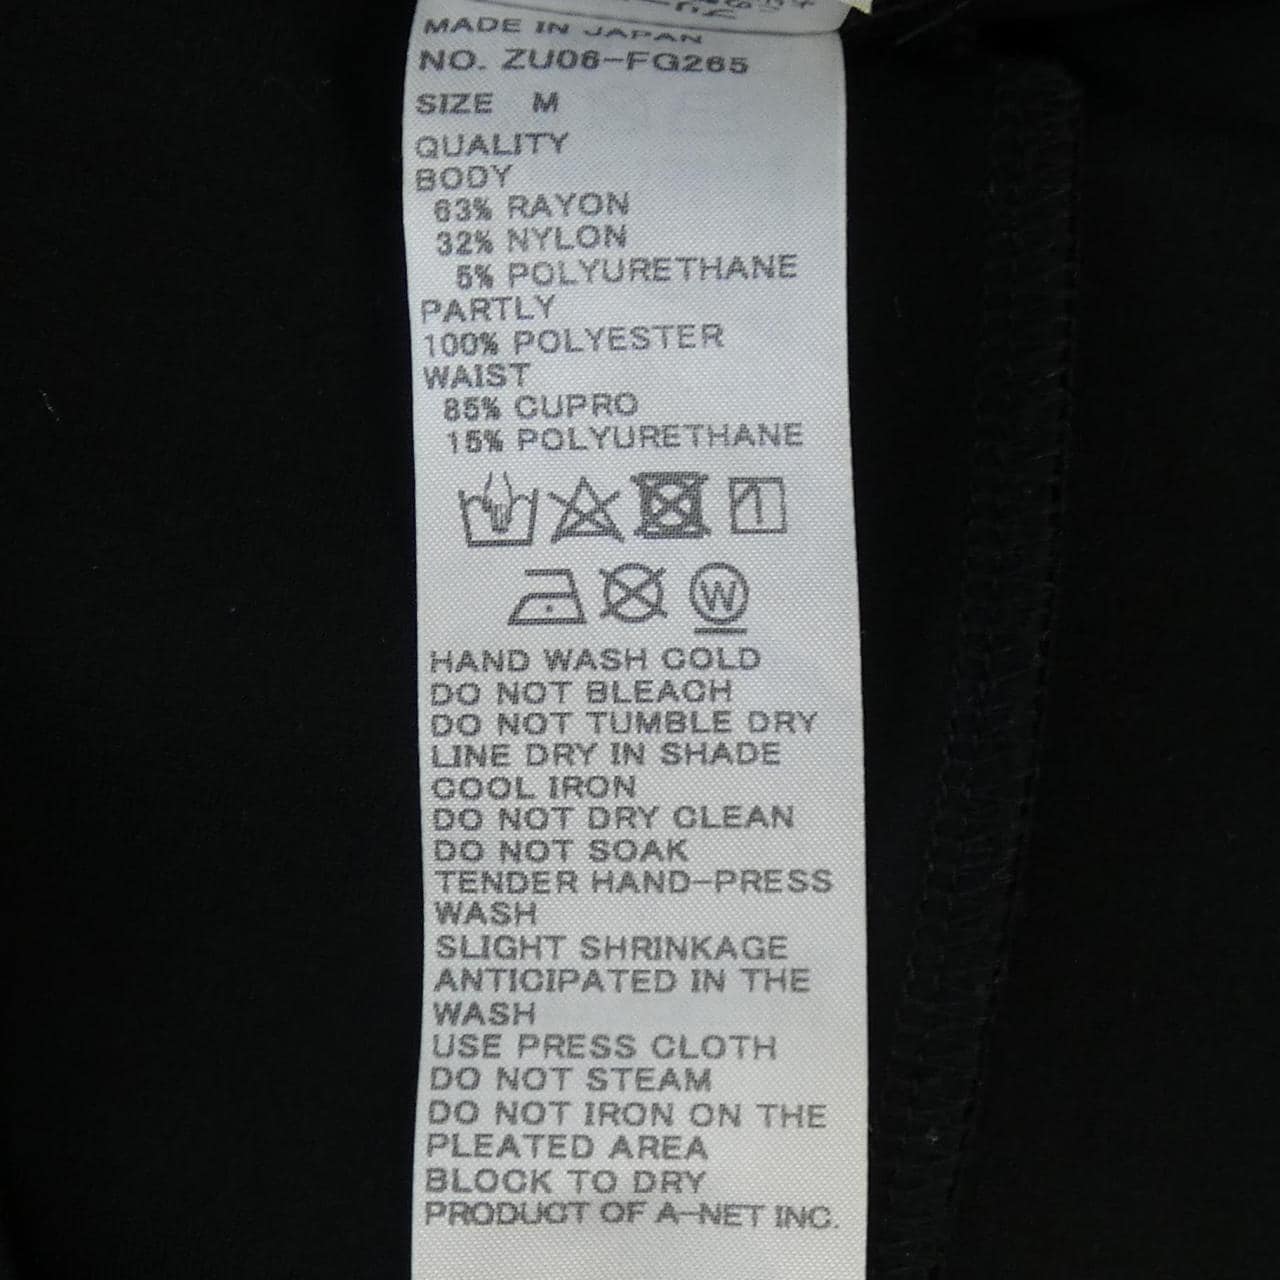 MADE IN JAPAN
NO. ZU06-FG265
SIZE M
QUALITY
BODY
63% RAYON
32% NYLON
5% POLYURETHANE
PARTLY
100% POLYESTER
WAIST
85% CUPRO
15% POLYURETHANE
W
HAND WASH COLD
DO NOT BLEACH
DO NOT TUMBLE DRY
LINE DRY IN SHADE
COOL IRON
DO NOT DRY CLEAN
DO NOT SOAK
TENDER HAND-PRESS
WASH
SLIGHT SHRINKAGE
ANTICIPATED IN THE
WASH
USE PRESS CLOTH
DO NOT STEAM
DO NOT IRON ON THE
PLEATED AREA
BLOCK TO DRY
PRODUCT OF A-NET INC.